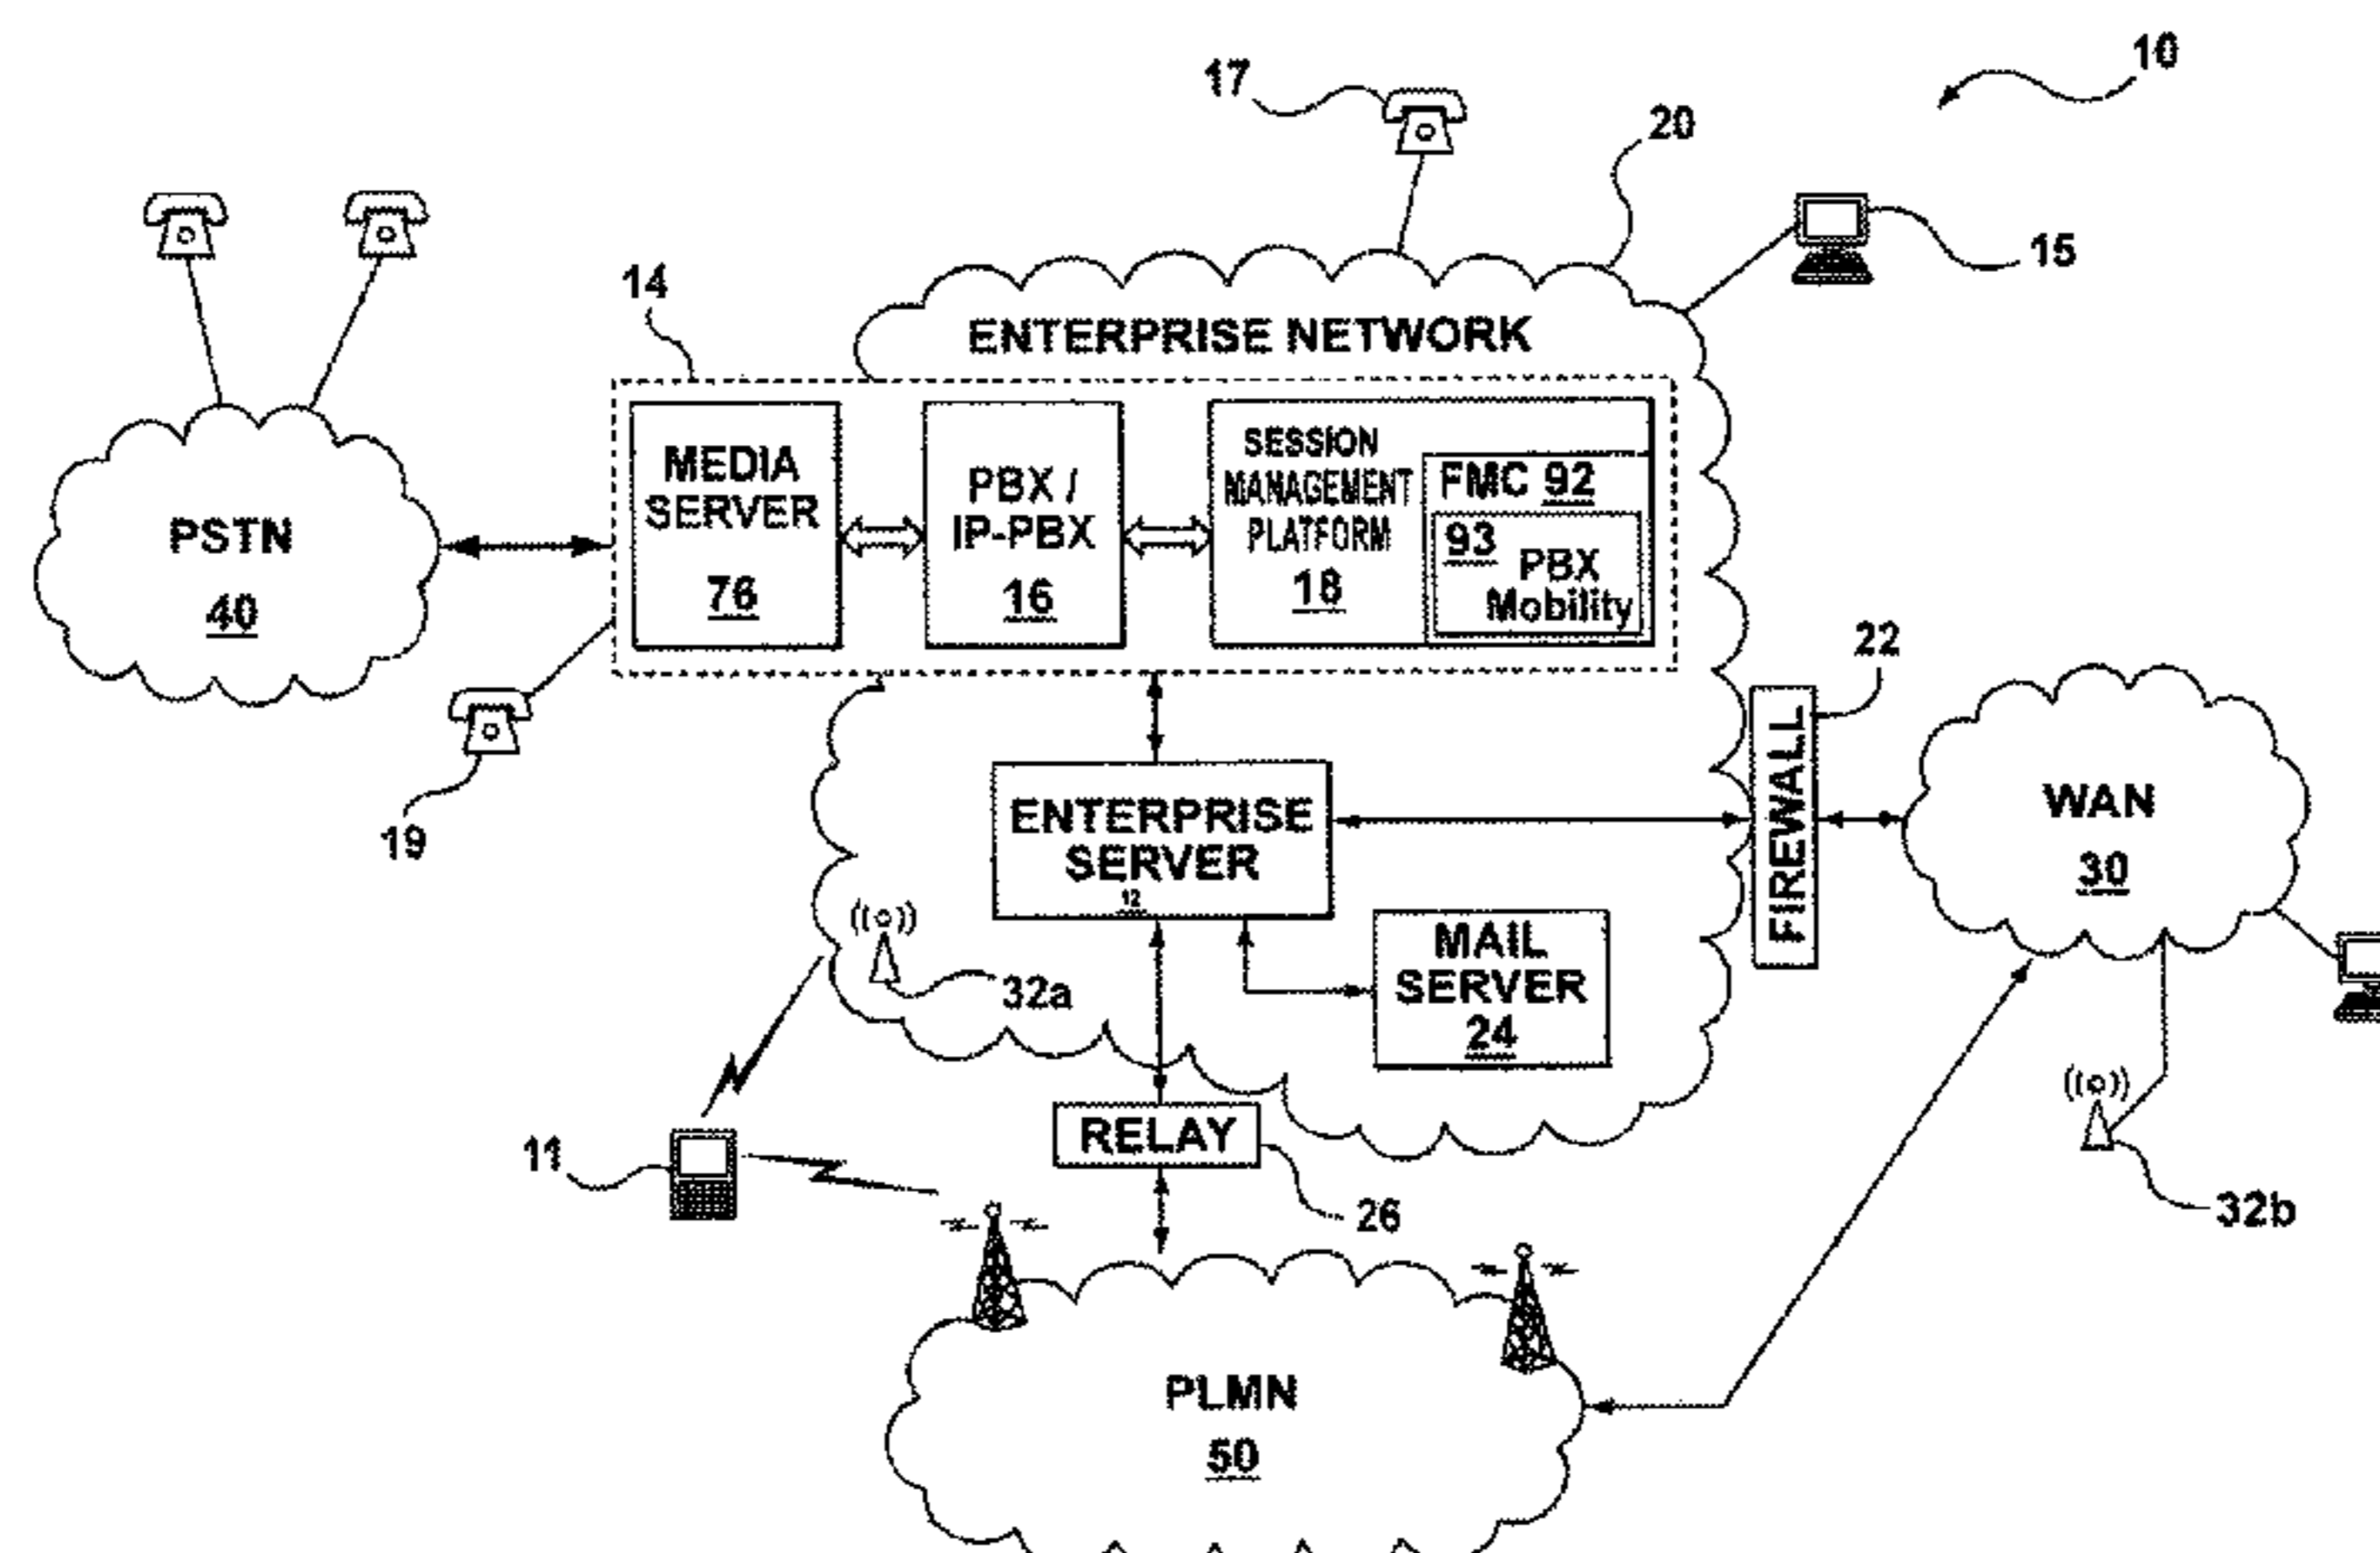 10
17
20
15
14
ENTERPRISE NETWORK
MEDIA
SERVER
76
PBX /
IP-PBX
16
SESSION
MANAGEMENT
PLATFORM
18
FMC 92
93
PBX
Mobility
PSTN
40
22
19
FIREWALL
WAN
30
ENTERPRISE
SERVER
12
MAIL
SERVER
24
32a
11
RELAY
26
32b
PLMN
50